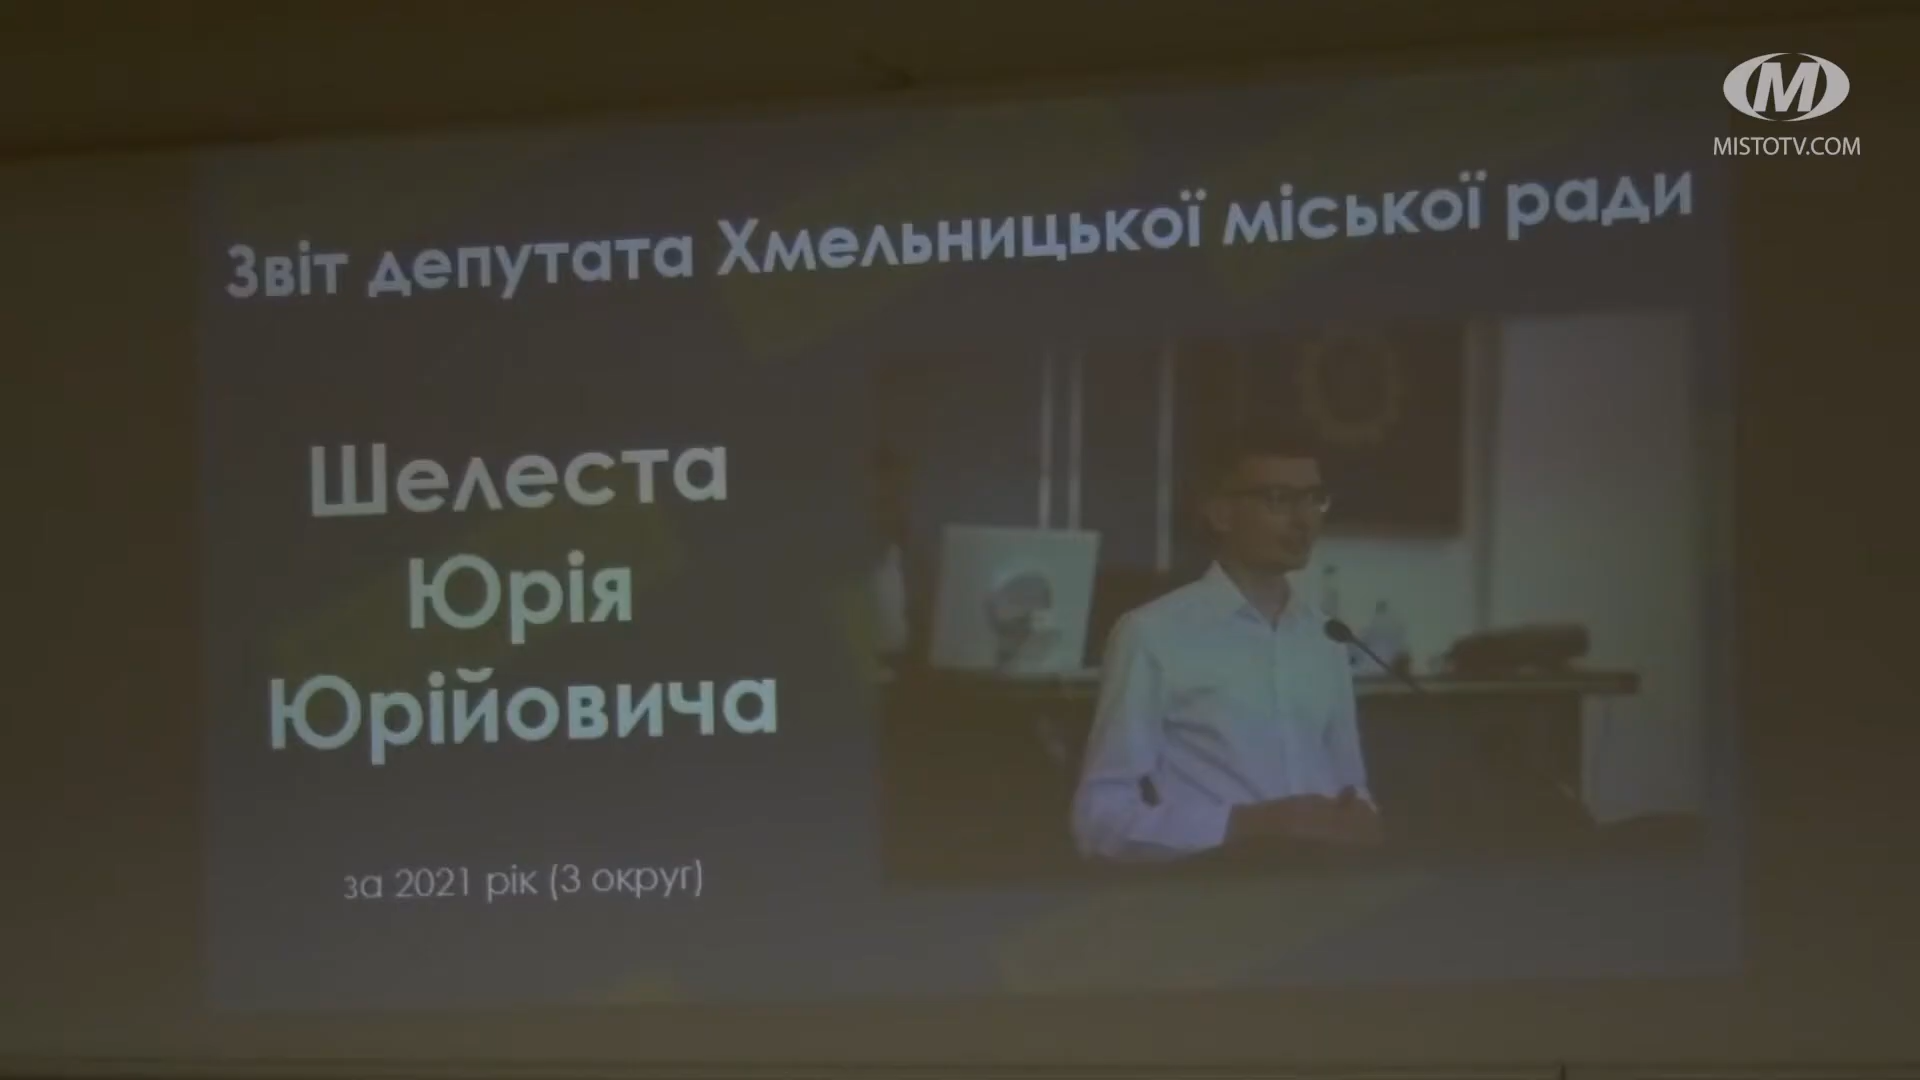 M
MISTOTV.COM
Звіт депутата Хмельницької міської ради
Шелеста
Юрія
Юрійовича
за 2021 рік (3 округ)